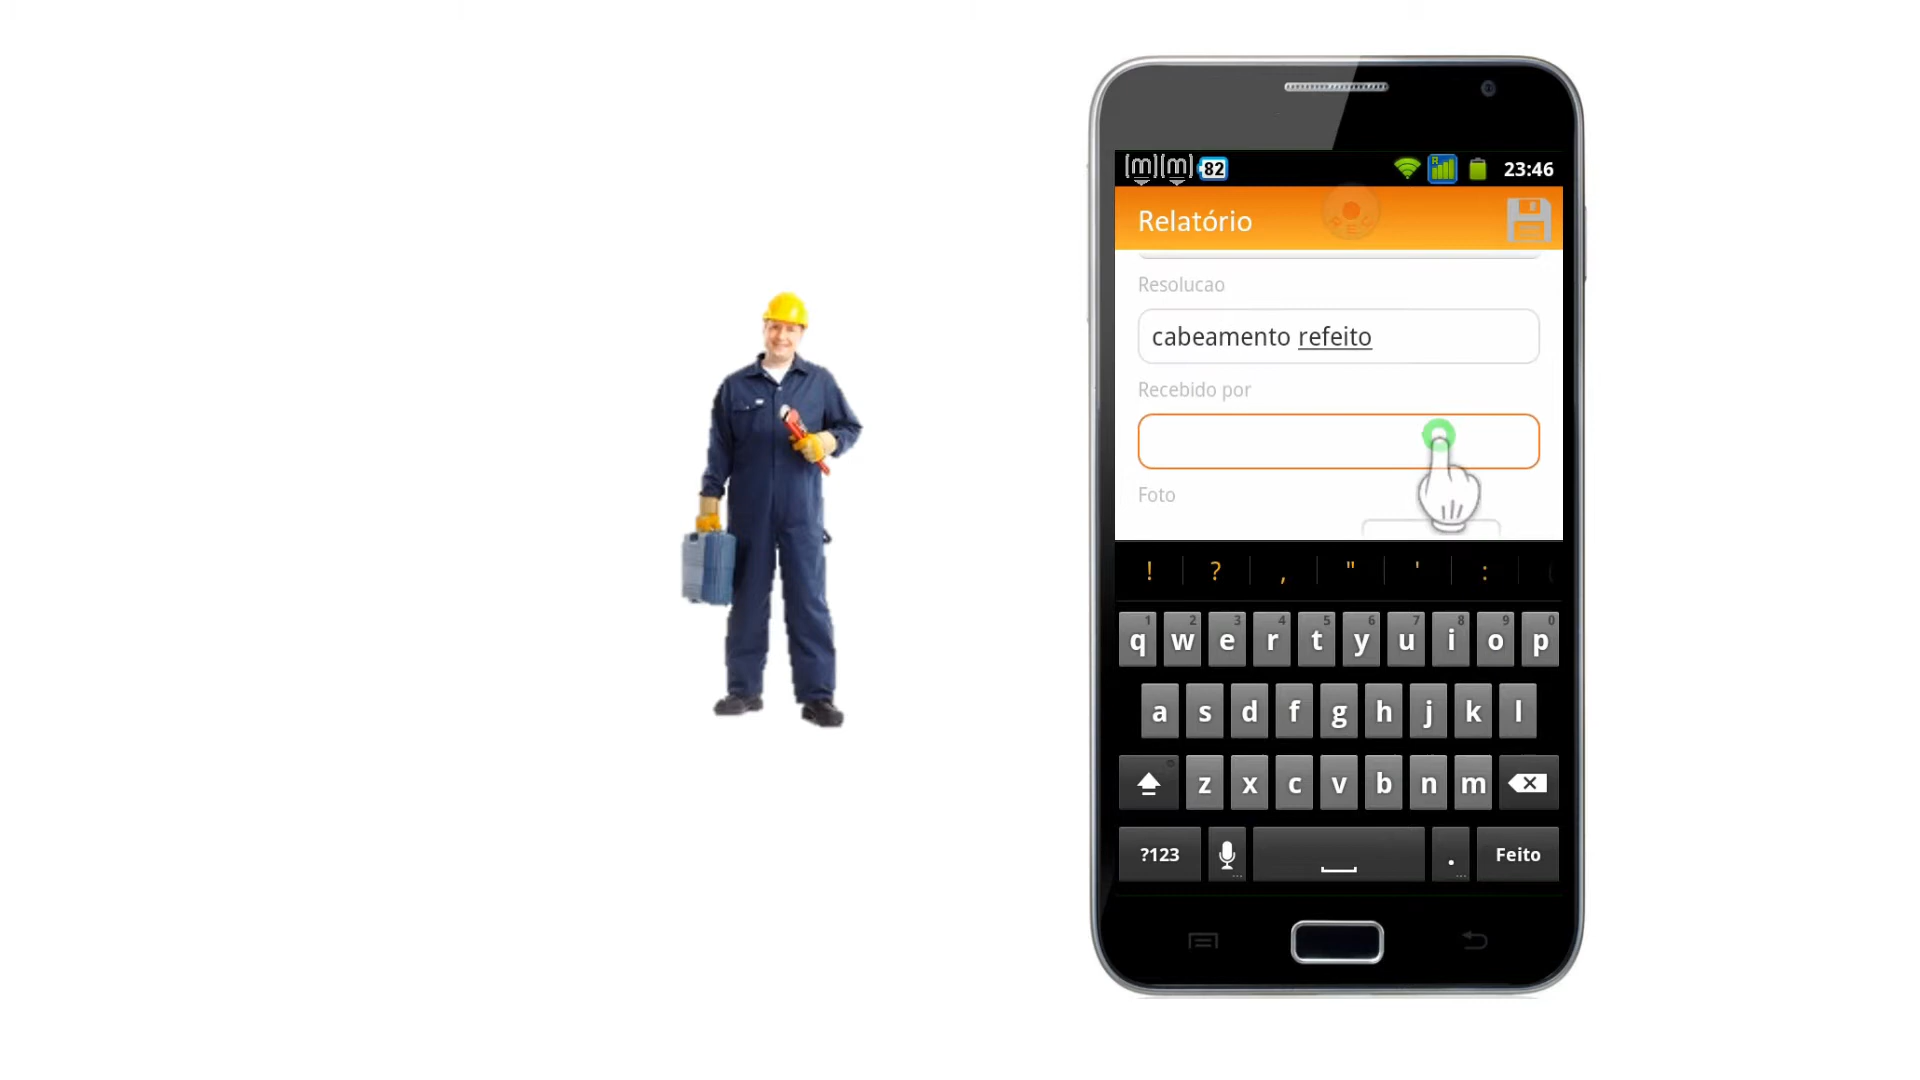 82 23:46
Relatório
REC
Resolucao
cabeamento refeito
Recebido por
Foto
! ? , " ' :
1 2 3 4 5 6 7 8 9 0
q w e r t y u i o p
a s d f g h j k l
z x c v b n m
?123 . Feito